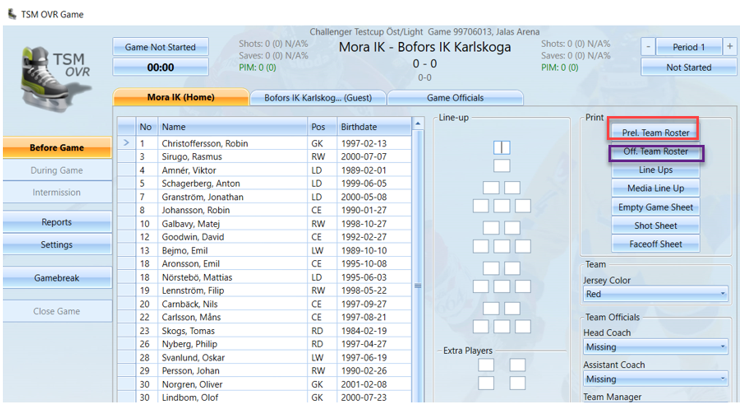 TSM OVR Game
TSM
OVR
Game Not Started
00:00
Shots: 0 (0) N/A%
Saves: 0 (0) N/A%
PIM: 0 (0)
Challenger Testcup Öst/Light Game 99706013, Jalas Arena
Mora IK - Bofors IK Karlskoga
0 - 0
0-0
Shots: 0 (0) N/A%
Saves: 0 (0) N/A%
PIM: 0 (0)
- Period 1 +
Not Started
Mora IK (Home) Bofors IK Karlskog... (Guest) Game Officials
Before Game
During Game
Intermission
Reports
Settings
Gamebreak
Close Game
No Name Pos Birthdate
1 Christoffersson, Robin GK 1997-02-13
3 Sirugo, Rasmus RW 2000-07-07
4 Amnér, Viktor LD 1989-02-01
5 Schagerberg, Anton LD 1999-06-05
7 Granström, Jonathan LD 2000-05-08
8 Johansson, Robin CE 1990-01-27
10 Galbavy, Matej RW 1998-10-27
12 Goodwin, David CE 1992-02-27
13 Bejmo, Emil LW 1989-10-10
18 Aronsson, Emil CE 1995-10-08
18 Nörstebö, Mattias LD 1995-06-03
19 Lennström, Filip RW 1998-05-22
20 Carnbäck, Nils CE 1997-09-27
22 Carlsson, Måns CE 1997-08-21
23 Skogs, Tomas RD 1984-02-19
26 Nyberg, Philip RD 1997-04-27
28 Svanlund, Oskar LW 1997-06-19
29 Persson, Johan RW 1990-02-26
30 Norgren, Oliver GK 2001-02-08
30 Lindbom, Olof GK 2000-07-23
Line-up
Extra Players
Print
Prel. Team Roster
Off. Team Roster
Line Ups
Media Line Up
Empty Game Sheet
Shot Sheet
Faceoff Sheet
Team
Jersey Color
Red
Team Officials
Head Coach
Missing
Assistant Coach
Missing
Team Manager